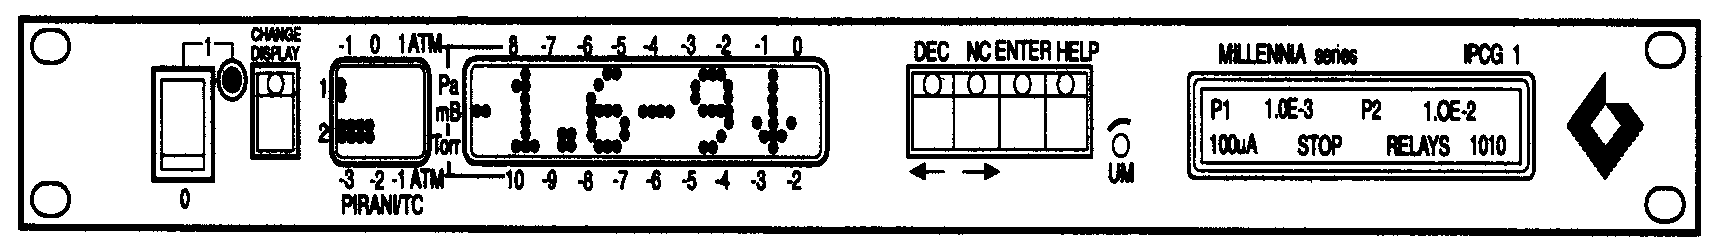 1
CHANGE
DISPLAY
-1 0 1 ATM
8 -7 -6 -5 -4 -3 -2 -1 0
DEC NC ENTER HELP
MILLENNIA series IPCG 1
1
2
Pa
mB
Torr
-1.6-9↓
P1 1.0E-3 P2 1.0E-2
100uA STOP RELAYS 1010
0
-3 -2 -1 ATM
10 -9 -8 -7 -6 -5 -4 -3 -2
PIRANI/TC
UM